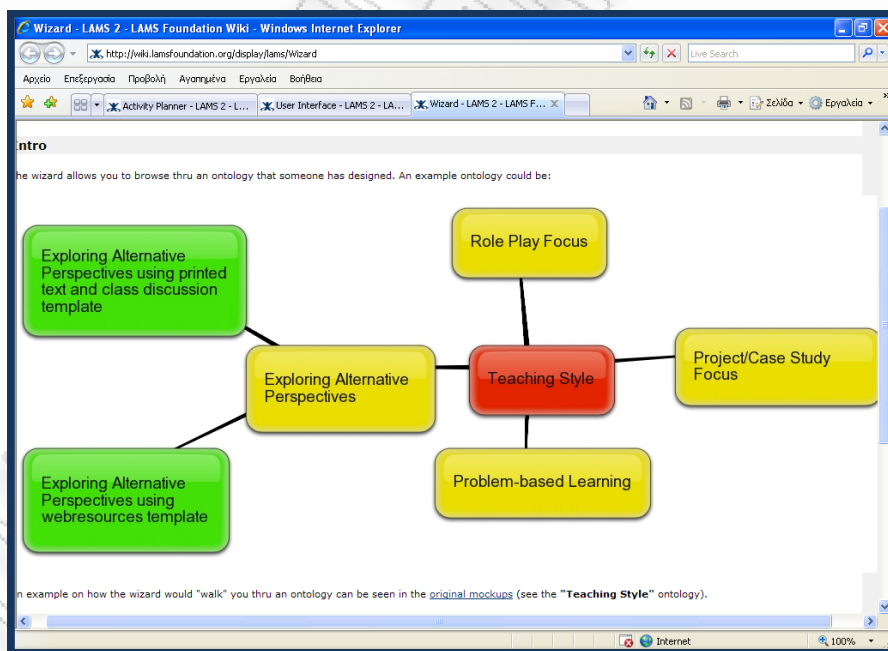 Wizard - LAMS 2 - LAMS Foundation Wiki - Windows Internet Explorer
http://wiki.lamsfoundation.org/display/lams/Wizard
Live Search
Αρχείο Επεξεργασία Προβολή Αγαπημένα Εργαλεία Βοήθεια
Activity Planner - LAMS 2 - L... User Interface - LAMS 2 - LA... Wizard - LAMS 2 - LAMS F... Σελίδα Εργαλεία
ntro
he wizard allows you to browse thru an ontology that someone has designed. An example ontology could be:
Role Play Focus
Exploring Alternative
Perspectives using printed
text and class discussion
template
Project/Case Study
Focus
Teaching Style
Exploring Alternative
Perspectives
Problem-based Learning
Exploring Alternative
Perspectives using
webresources template
n example on how the wizard would "walk" you thru an ontology can be seen in the original mockups (see the "Teaching Style" ontology).
Internet 100%